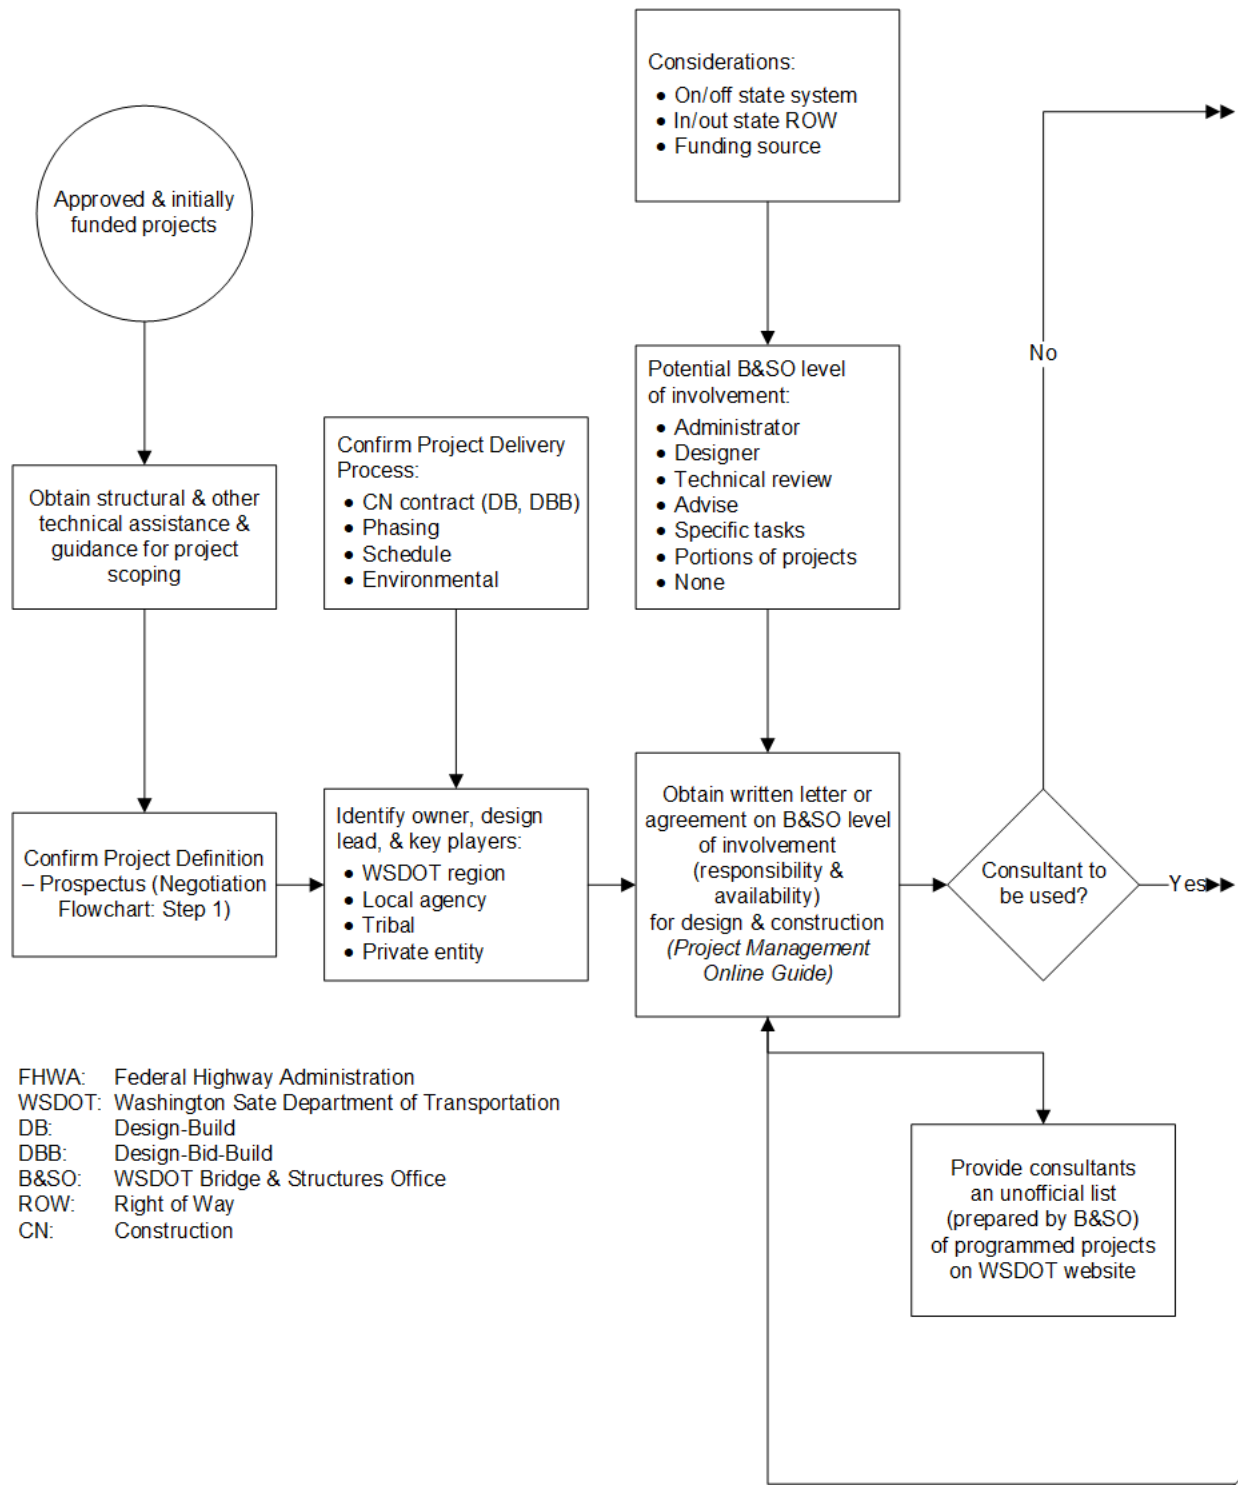 Approved & initially
funded projects
Obtain structural & other
technical assistance &
guidance for project
scoping
Confirm Project Definition
– Prospectus (Negotiation
Flowchart: Step 1)
Confirm Project Delivery
Process:
• CN contract (DB, DBB)
• Phasing
• Schedule
• Environmental
Identify owner, design
lead, & key players:
• WSDOT region
• Local agency
• Tribal
• Private entity
Considerations:
• On/off state system
• In/out state ROW
• Funding source
Potential B&SO level
of involvement:
• Administrator
• Designer
• Technical review
• Advise
• Specific tasks
• Portions of projects
• None
Obtain written letter or
agreement on B&SO level
of involvement
(responsibility &
availability)
for design & construction
(Project Management
Online Guide)
Consultant to
be used?
No
Yes
Provide consultants
an unofficial list
(prepared by B&SO)
of programmed projects
on WSDOT website
FHWA: Federal Highway Administration
WSDOT: Washington Sate Department of Transportation
DB: Design-Build
DBB: Design-Bid-Build
B&SO: WSDOT Bridge & Structures Office
ROW: Right of Way
CN: Construction